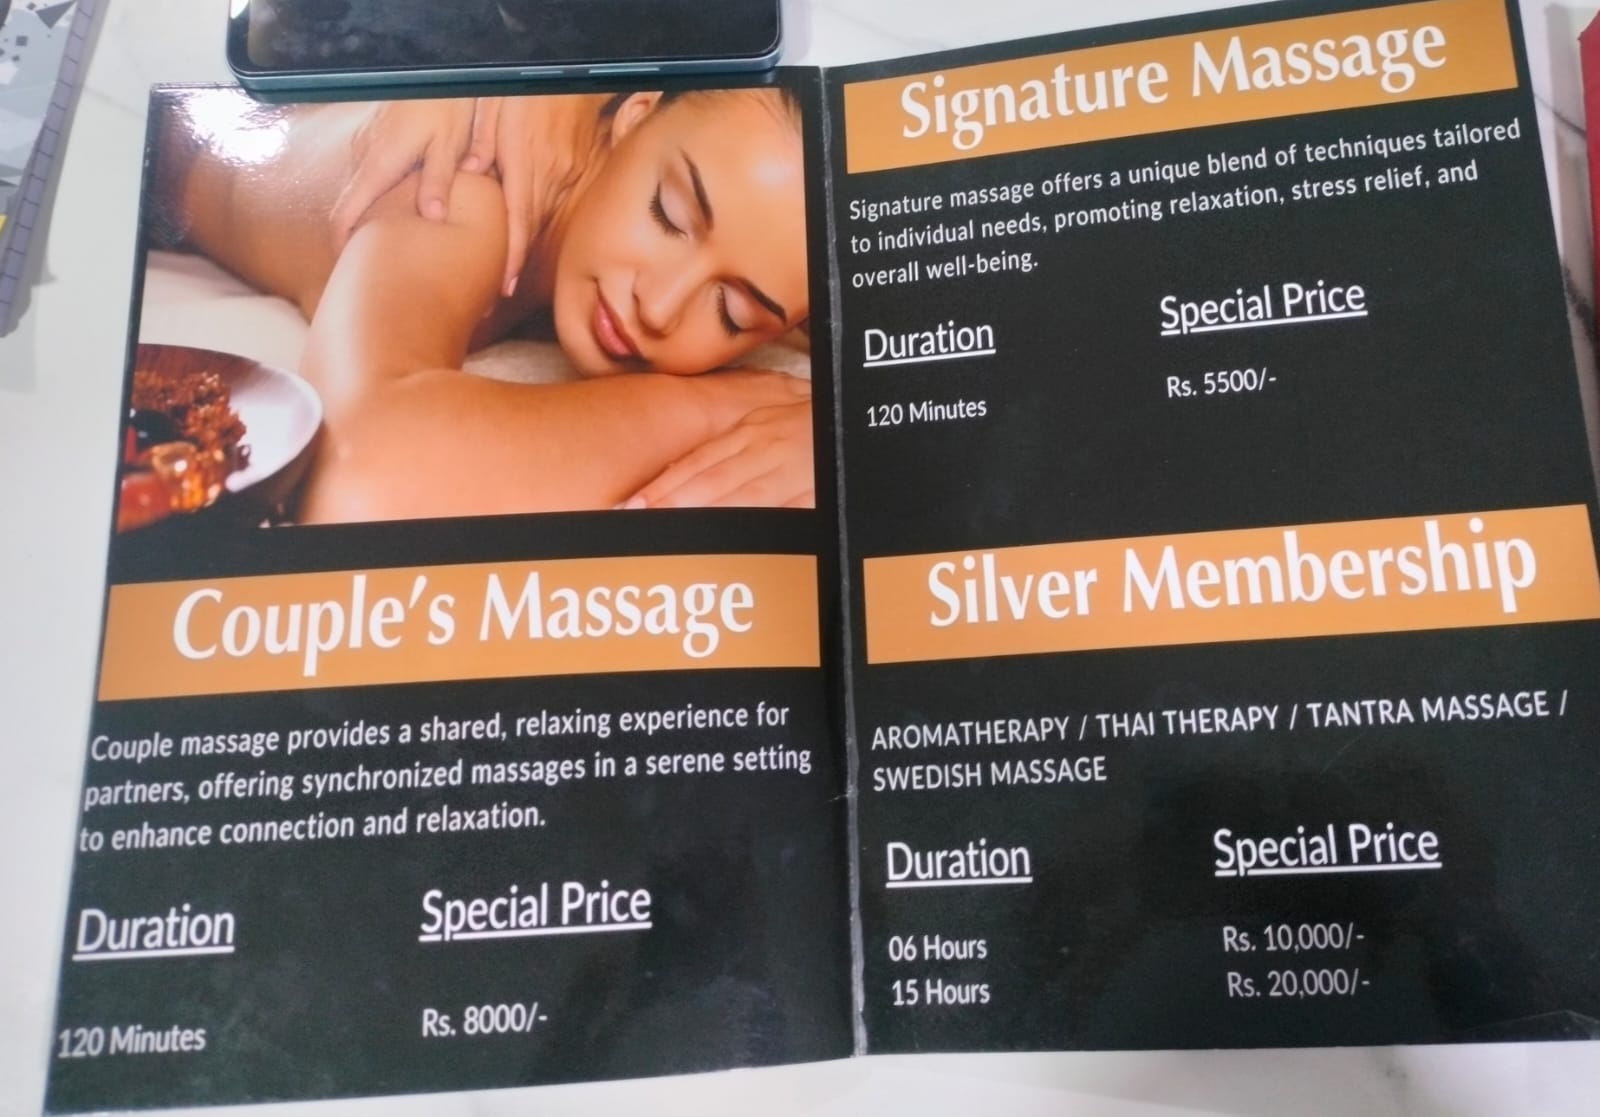 Couple's Massage
Couple massage provides a shared, relaxing experience for
partners, offering synchronized massages in a serene setting
to enhance connection and relaxation.
Duration Special Price
120 Minutes Rs. 8000/-
Signature Massage
Signature massage offers a unique blend of techniques tailored
to individual needs, promoting relaxation, stress relief, and
overall well-being.
Duration Special Price
120 Minutes Rs. 5500/-
Silver Membership
AROMATHERAPY / THAI THERAPY / TANTRA MASSAGE /
SWEDISH MASSAGE
Duration Special Price
06 Hours Rs. 10,000/-
15 Hours Rs. 20,000/-